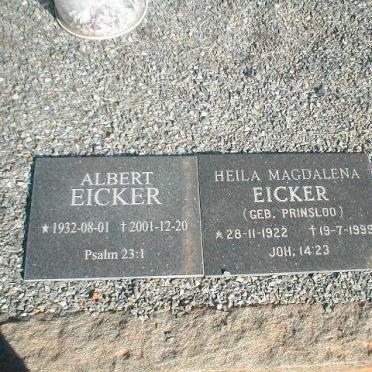 ALBERT
EICKER
★1932-08-01 †2001-12-20
Psalm 23:1
HEILA MAGDALENA
EICKER
(GEB. PRINSLOO)
★28-11-1922 †19-7-1995
JOH, 14:23